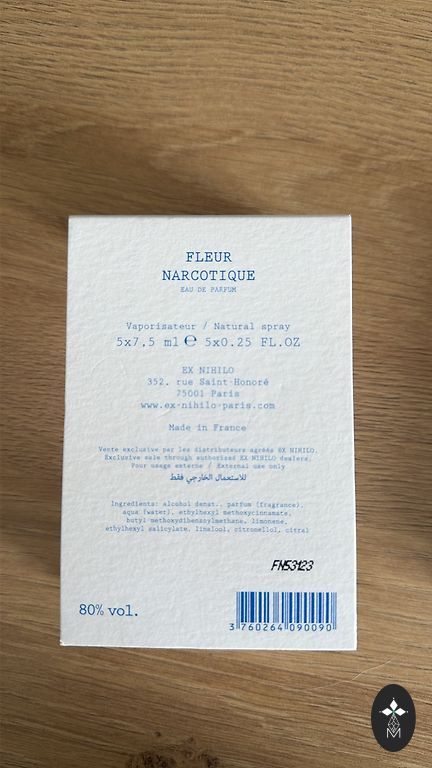 FLEUR
NARCOTIQUE
EAU DE PARFUM
Vaporisateur / Natural spray
5x7,5 ml ℮ 5x0.25 FL.OZ
EX NIHILO
352, rue Saint-Honoré
75001 Paris
www.ex-nihilo-paris.com
Made in France
Vente exclusive par les distributeurs agréés EX NIHILO.
Exclusive sale through authorized EX NIHILO dealers.
Pour usage externe / External use only
للاستعمال الخارجي فقط
Ingredients: alcohol denat., parfum (fragrance),
aqua (water), ethylhexyl methoxycinnamate,
butyl methoxydibenzoylmethane, limonene,
ethylhexyl salicylate, linalool, citronellol, citral
FN53123
80% vol.
3 760264 090090
M